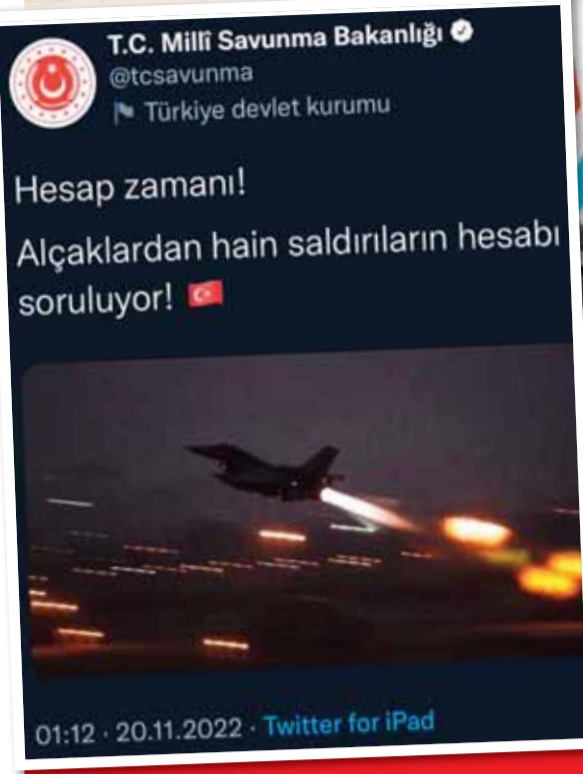 T.C. Millî Savunma Bakanlığı
@tcsavunma
Türkiye devlet kurumu
Hesap zamanı!
Alçaklardan hain saldırıların hesabı
soruluyor! 🇹🇷
01:12 · 20.11.2022 · Twitter for iPad